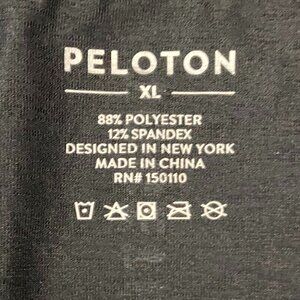 PELOTON
XL
88% POLYESTER
12% SPANDEX
DESIGNED IN NEW YORK
MADE IN CHINA
RN# 150110